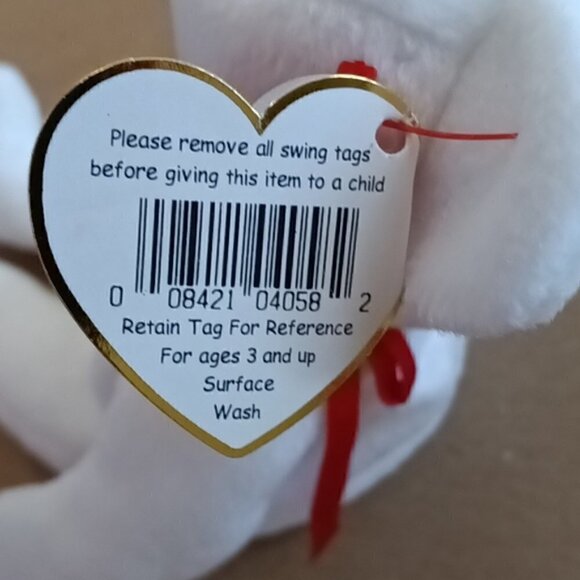 Please remove all swing tags
before giving this item to a child
0 08421 04058 2
Retain Tag For Reference
For ages 3 and up
Surface
Wash